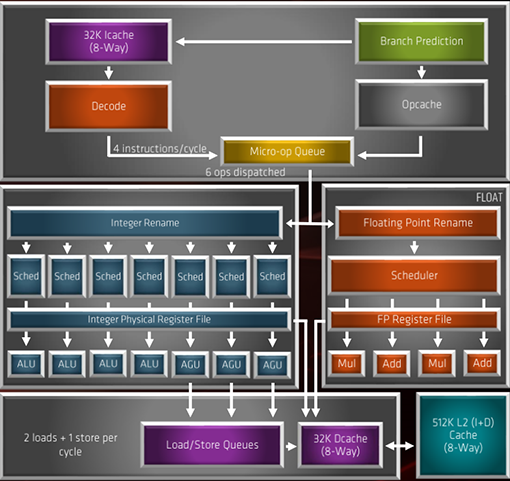 32K Icache
(8-Way)
Branch Prediction
Decode
Opcache
4 instructions/cycle
Micro-op Queue
6 ops dispatched
FLOAT
Integer Rename
Floating Point Rename
Sched
Sched
Sched
Sched
Sched
Sched
Sched
Scheduler
Integer Physical Register File
FP Register File
ALU
ALU
ALU
ALU
AGU
AGU
AGU
Mul
Add
Mul
Add
2 loads + 1 store per
cycle
Load/Store Queues
32K Dcache
(8-Way)
512K L2 (I+D)
Cache
(8-Way)